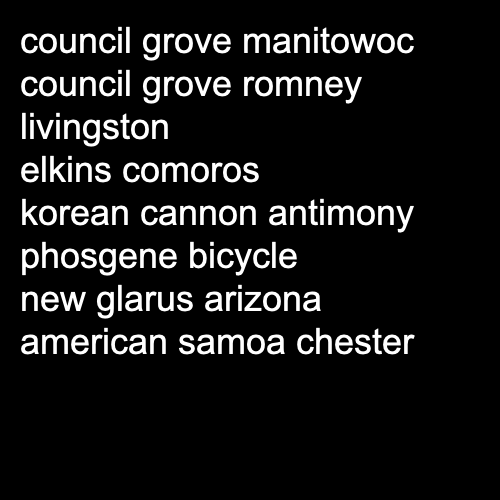 council grove manitowoc
council grove romney
livingston
elkins comoros
korean cannon antimony
phosgene bicycle
new glarus arizona
american samoa chester